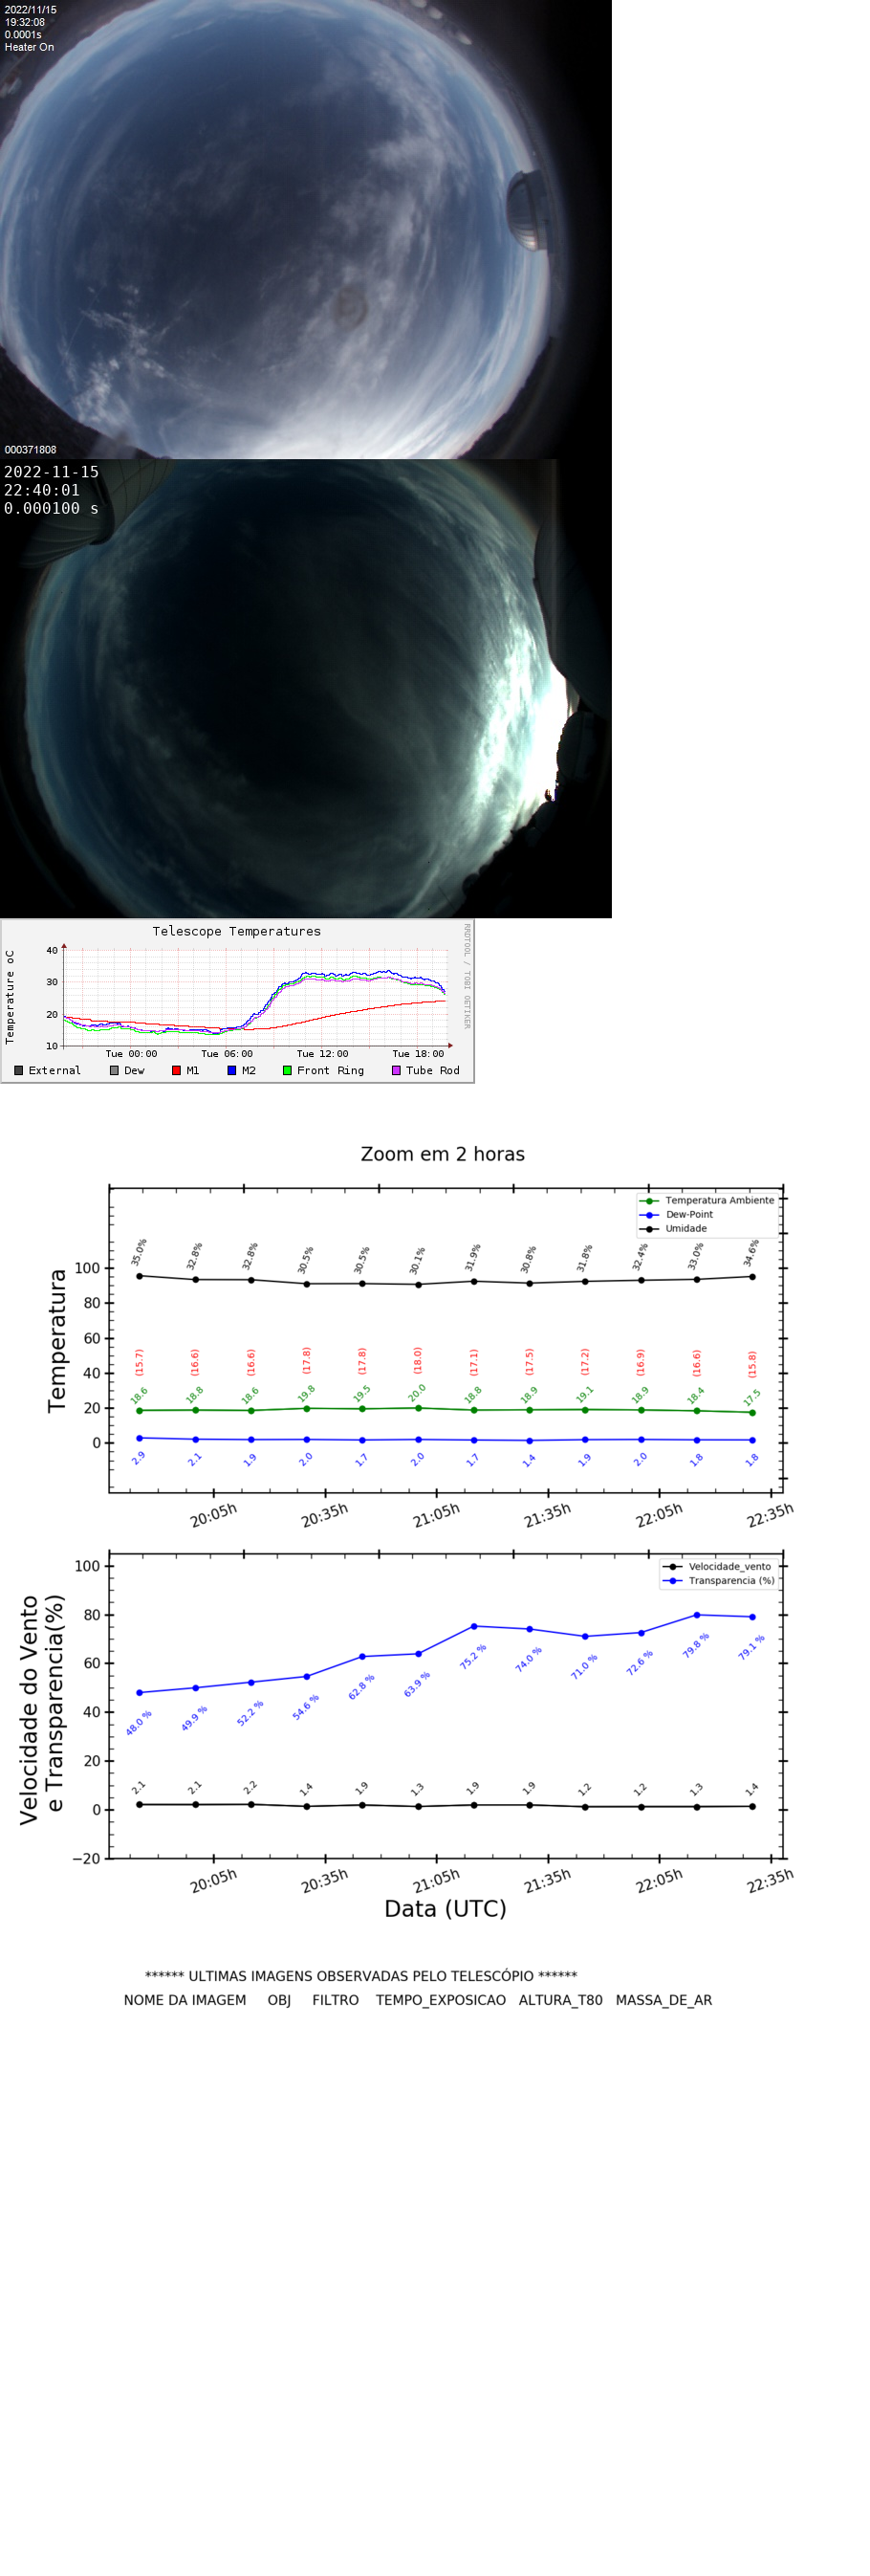 2022/11/15
19:32:08
0.0001s
Heater On
000371808
2022-11-15
22:40:01
0.000100 s
Telescope Temperatures
RRDTOOL / TOBI OETIKER
Temperature oC
40
30
20
10
Tue 00:00 Tue 06:00 Tue 12:00 Tue 18:00
External Dew M1 M2 Front Ring Tube Rod
Zoom em 2 horas
Temperatura Ambiente
Dew-Point
Umidade
Temperatura
100
80
60
40
20
0
35.0% 32.8% 32.8% 30.5% 30.5% 30.1% 31.9% 30.8% 31.8% 32.4% 33.0% 34.6%
(15.7) (16.6) (16.6) (17.8) (17.8) (18.0) (17.1) (17.5) (17.2) (16.9) (16.6) (15.8)
18.6 18.8 18.6 19.8 19.5 20.0 18.8 18.9 19.1 18.9 18.4 17.5
2.9 2.1 1.9 2.0 1.7 2.0 1.7 1.4 1.9 2.0 1.8 1.8
20:05h 20:35h 21:05h 21:35h 22:05h 22:35h
Velocidade_vento
Transparencia (%)
Velocidade do Vento
e Transparencia(%)
100
80
60
40
20
0
−20
48.0 % 49.9 % 52.2 % 54.6 % 62.8 % 63.9 % 75.2 % 74.0 % 71.0 % 72.6 % 79.8 % 79.1 %
2.1 2.1 2.2 1.4 1.9 1.3 1.9 1.9 1.2 1.2 1.3 1.4
20:05h 20:35h 21:05h 21:35h 22:05h 22:35h
Data (UTC)
****** ULTIMAS IMAGENS OBSERVADAS PELO TELESCÓPIO ******
NOME DA IMAGEM OBJ FILTRO TEMPO_EXPOSICAO ALTURA_T80 MASSA_DE_AR